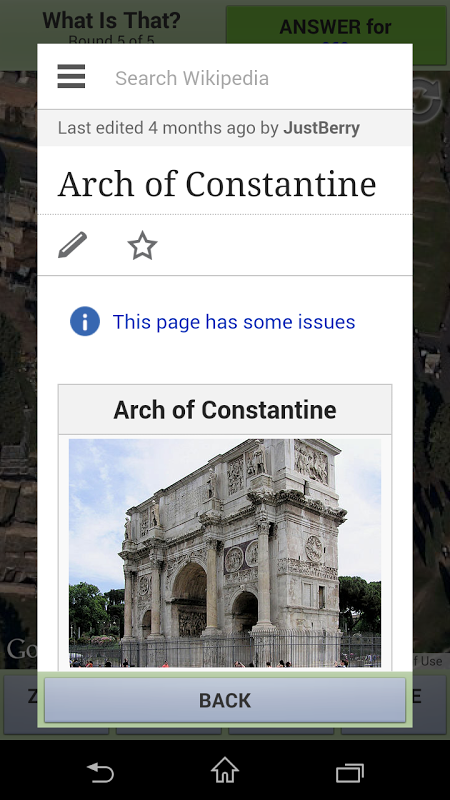 What Is That?
Round 5 of 5
ANSWER for
Search Wikipedia
Last edited 4 months ago by JustBerry
Arch of Constantine
This page has some issues
Arch of Constantine
Go
f Use
Z
E
BACK